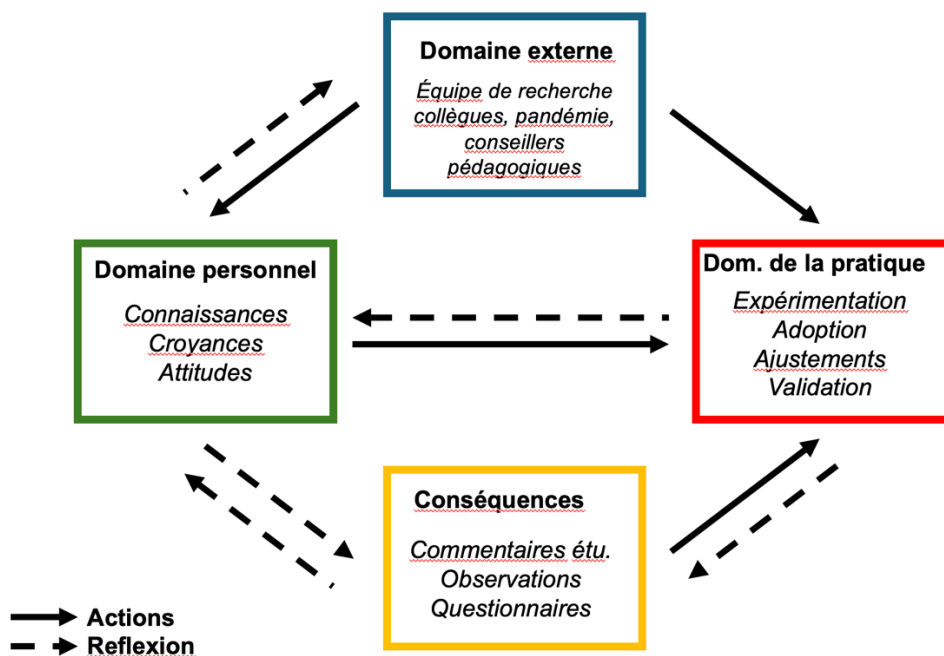 Domaine externe
Équipe de recherche
collègues, pandémie,
conseillers
pédagogiques
Domaine personnel
Connaissances
Croyances
Attitudes
Dom. de la pratique
Expérimentation
Adoption
Ajustements
Validation
Conséquences
Commentaires étu.
Observations
Questionnaires
Actions
Reflexion